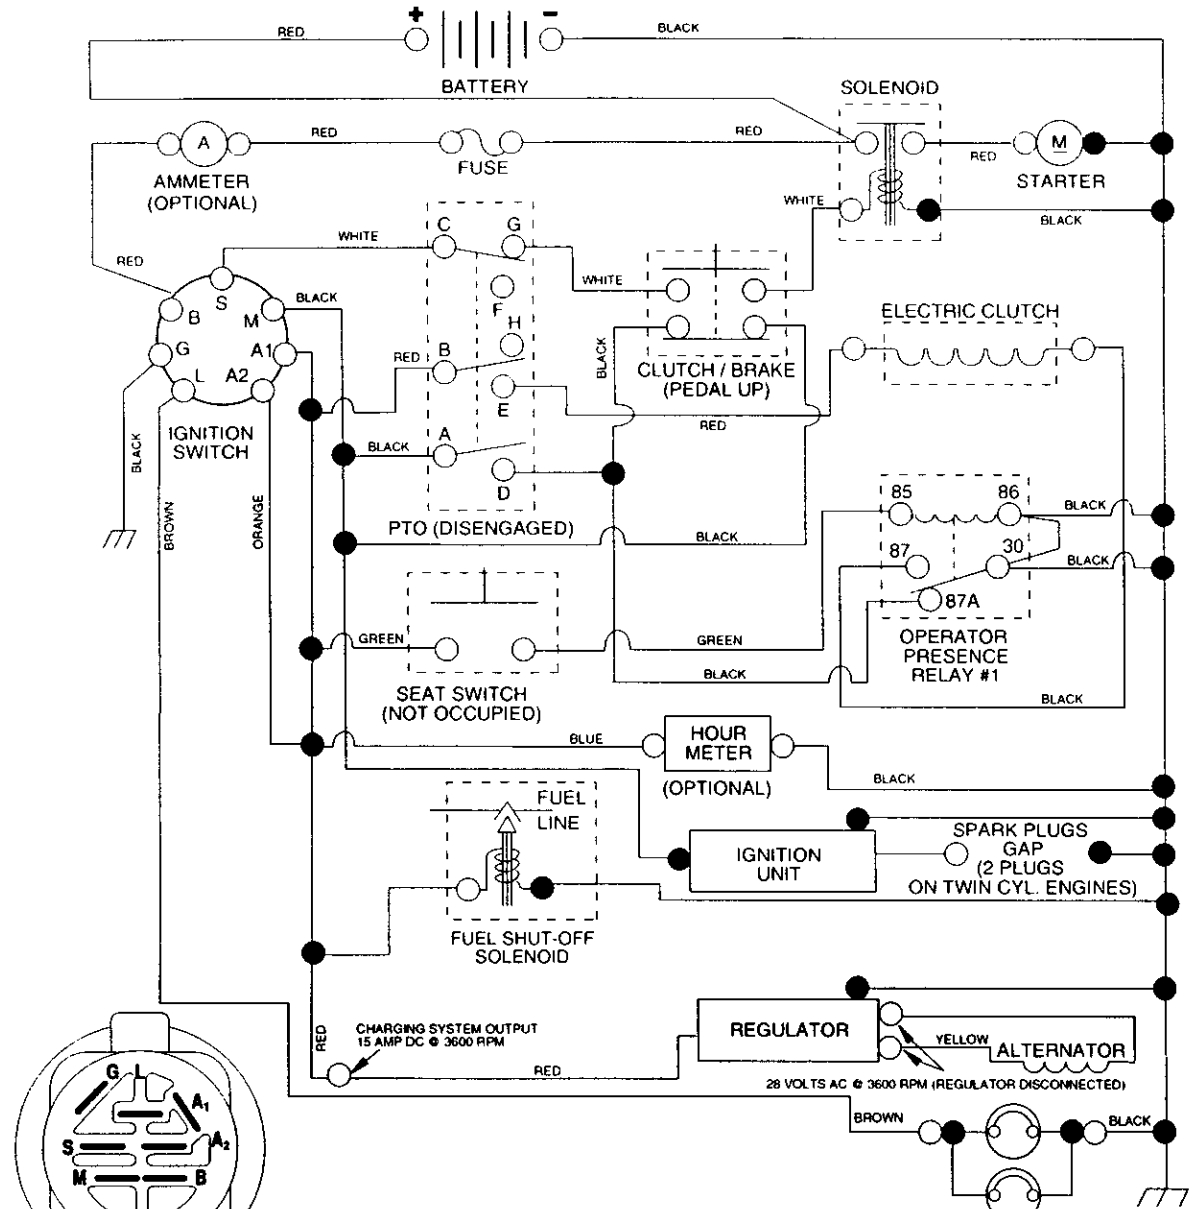 + -
RED
BLACK
BATTERY
SOLENOID
A
RED
RED
M
RED
AMMETER
(OPTIONAL)
FUSE
STARTER
WHITE
BLACK
C G
WHITE
RED
S
WHITE
B
M
BLACK
F
H
ELECTRIC CLUTCH
G
A1
RED
B
BLACK
CLUTCH / BRAKE
(PEDAL UP)
L
A2
E
RED
IGNITION
SWITCH
BLACK
A
BLACK
D
85
86
BLACK
BROWN
ORANGE
PTO (DISENGAGED)
BLACK
87
30
BLACK
87A
GREEN
GREEN
OPERATOR
PRESENCE
RELAY #1
BLACK
BLACK
SEAT SWITCH
(NOT OCCUPIED)
BLUE
HOUR
METER
(OPTIONAL)
BLACK
FUEL
LINE
IGNITION
UNIT
SPARK PLUGS
GAP
(2 PLUGS
ON TWIN CYL. ENGINES)
FUEL SHUT-OFF
SOLENOID
RED
CHARGING SYSTEM OUTPUT
15 AMP DC @ 3600 RPM
REGULATOR
YELLOW
ALTERNATOR
RED
28 VOLTS AC @ 3600 RPM (REGULATOR DISCONNECTED)
BROWN
BLACK
G L
A1
S
A2
M
B